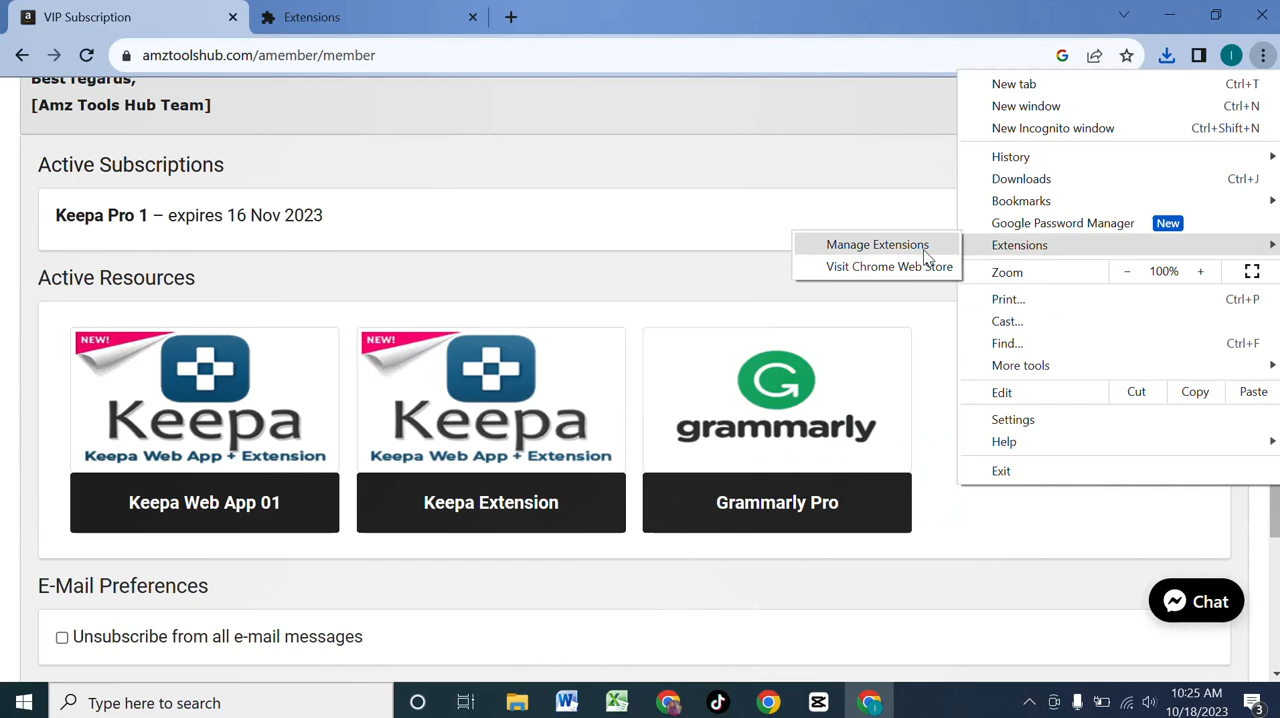 VIP Subscription
Extensions
amztoolshub.com/amember/member
Best regards,
[Amz Tools Hub Team]
Active Subscriptions
Keepa Pro 1 – expires 16 Nov 2023
Active Resources
NEW!
Keepa
Keepa Web App + Extension
Keepa Web App 01
NEW!
Keepa
Keepa Web App + Extension
Keepa Extension
G
grammarly
Grammarly Pro
E-Mail Preferences
Unsubscribe from all e-mail messages
New tab Ctrl+T
New window Ctrl+N
New Incognito window Ctrl+Shift+N
History
Downloads Ctrl+J
Bookmarks
Google Password Manager New
Extensions
Manage Extensions
Visit Chrome Web Store
Zoom − 100% +
Print... Ctrl+P
Cast...
Find... Ctrl+F
More tools
Edit Cut Copy Paste
Settings
Help
Exit
Chat
Type here to search
10:25 AM
10/18/2023
3